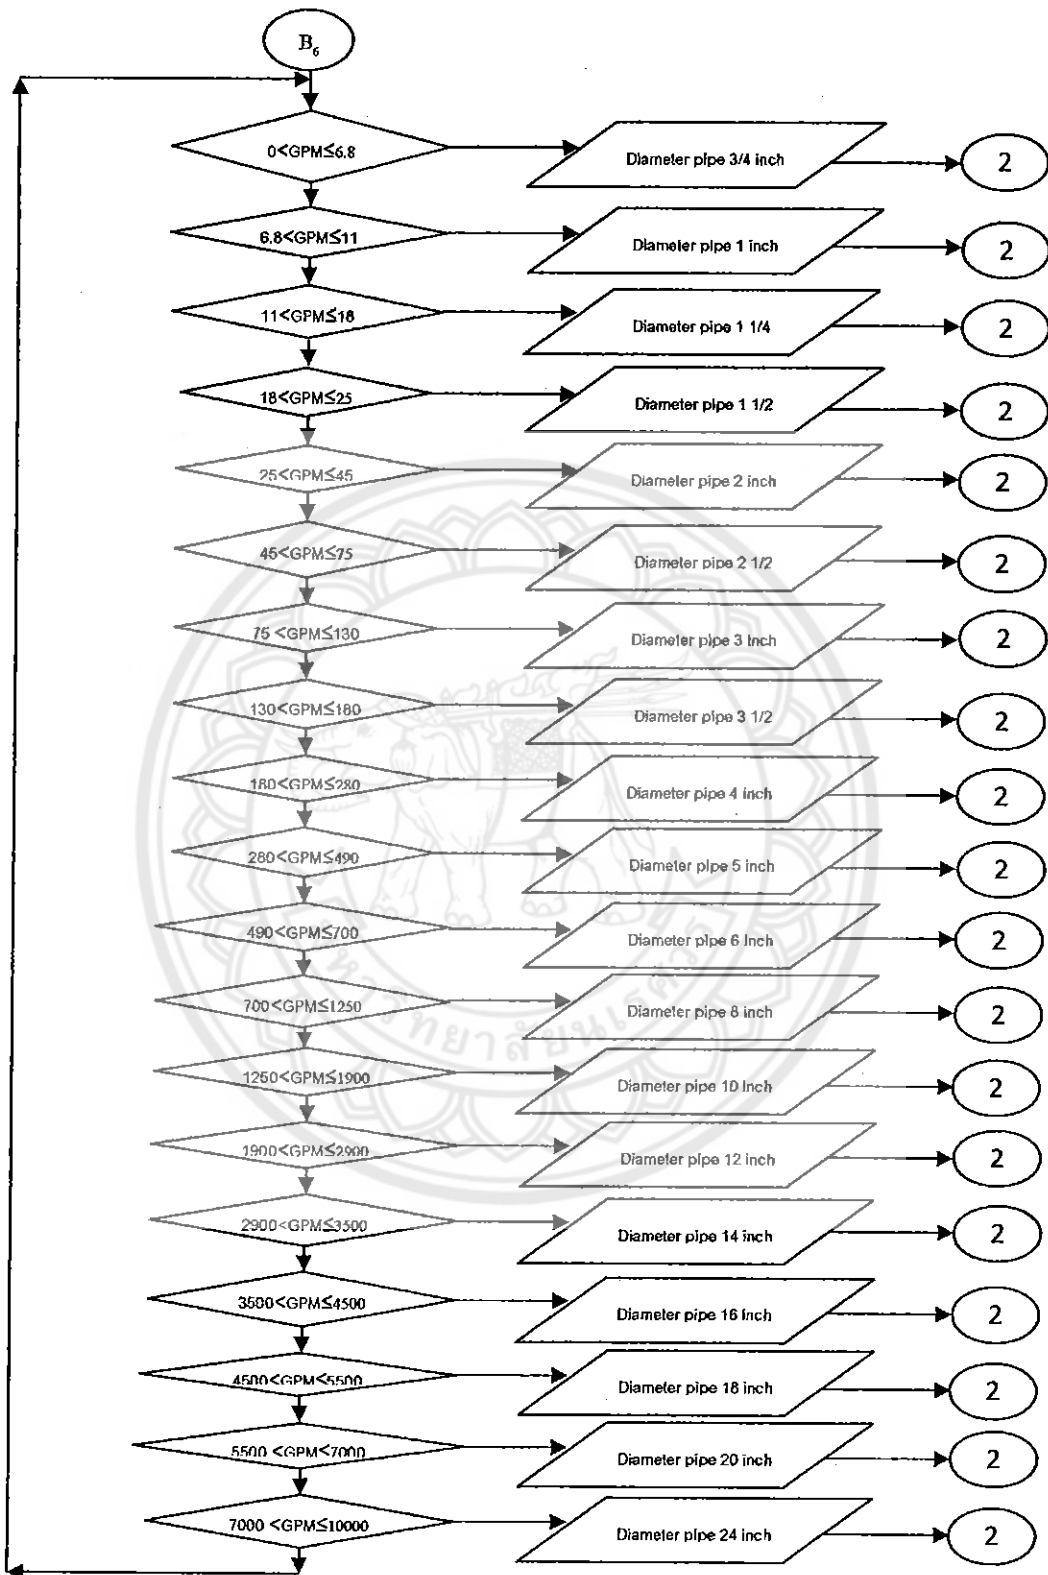 B6
0<GPM≤6.8
Diameter pipe 3/4 inch
2
6.8<GPM≤11
Diameter pipe 1 inch
2
11<GPM≤18
Diameter pipe 1 1/4
2
18<GPM≤25
Diameter pipe 1 1/2
2
25<GPM≤45
Diameter pipe 2 inch
2
45<GPM≤75
Diameter pipe 2 1/2
2
75 <GPM≤130
Diameter pipe 3 Inch
2
130<GPM≤180
Diameter pipe 3 1/2
2
180<GPM≤280
Diameter pipe 4 inch
2
280<GPM≤490
Diameter pipe 5 inch
2
490<GPM≤700
Diameter pipe 6 Inch
2
700<GPM≤1250
Diameter pipe 8 inch
2
1250<GPM≤1900
Diameter pipe 10 Inch
2
1900<GPM≤2900
Diameter pipe 12 inch
2
2900<GPM≤3500
Diameter pipe 14 inch
2
3500<GPM≤4500
Diameter pipe 16 Inch
2
4500<GPM≤5500
Diameter pipe 18 inch
2
5500 <GPM≤7000
Diameter pipe 20 inch
2
7000 <GPM≤10000
Diameter pipe 24 inch
2